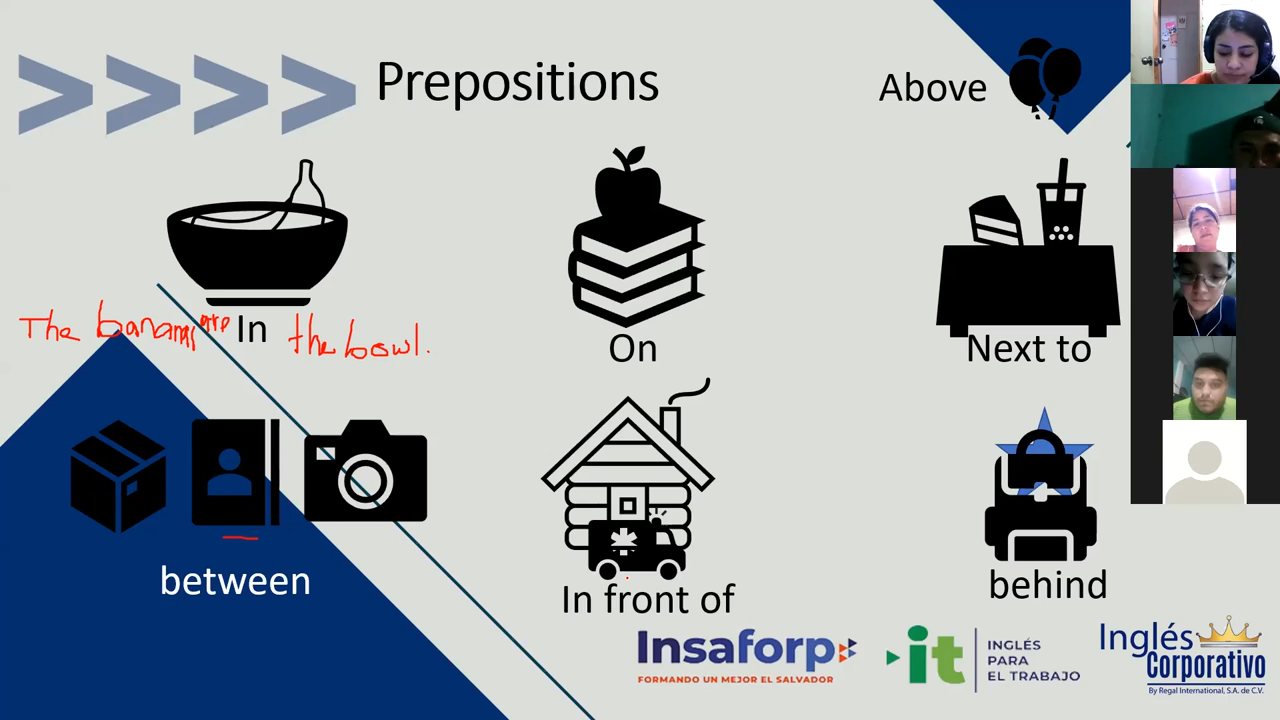 Prepositions
Above
The bananas are In the bowl.
On
Next to
between
In front of
behind
Insaforp
FORMANDO UN MEJOR EL SALVADOR
it
INGLÉS
PARA
EL TRABAJO
Inglés
Corporativo
By Regal International, S.A. de C.V.